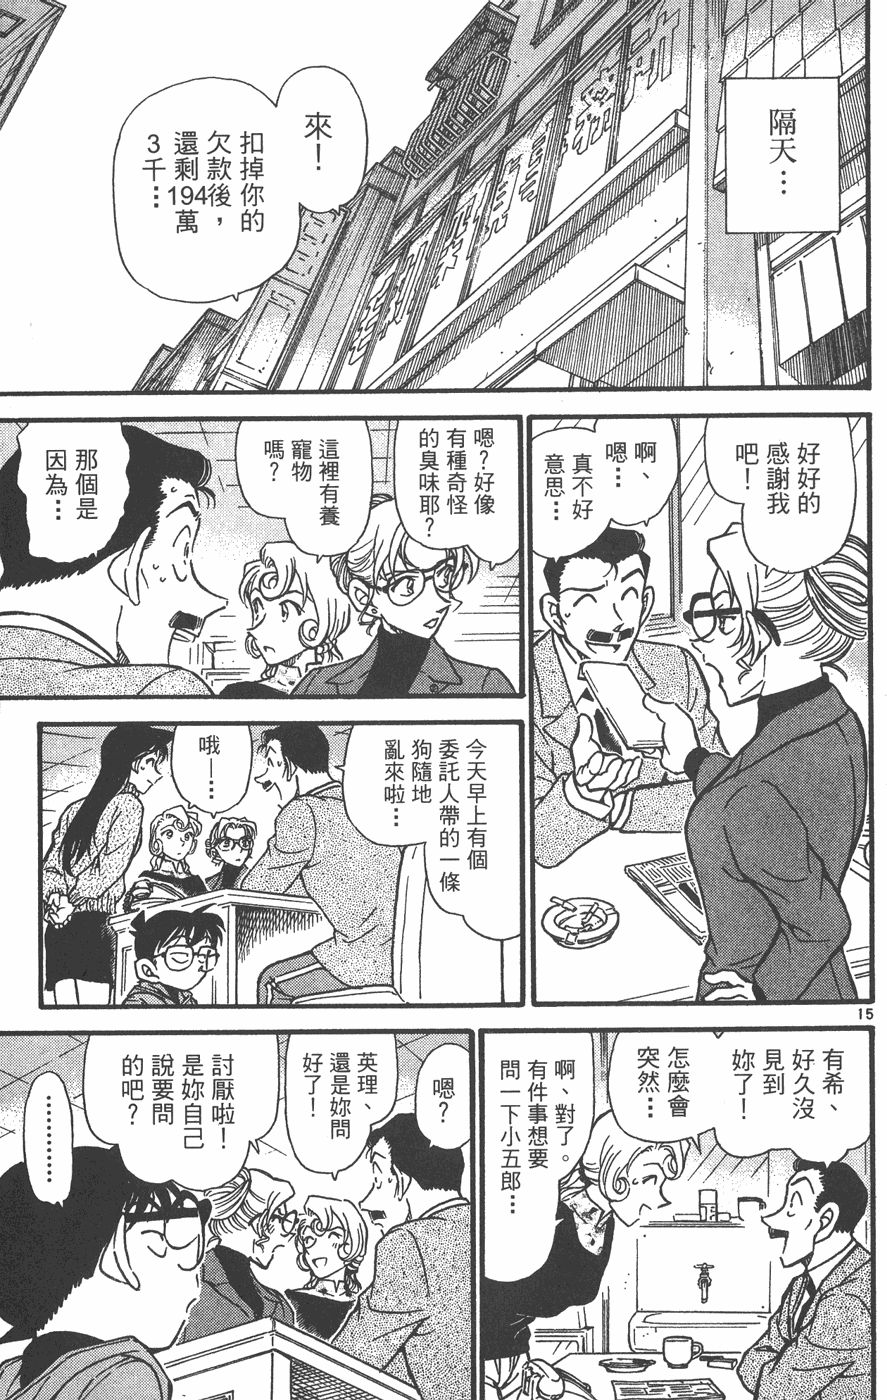 隔天…
來！
扣掉你的
欠款後，
還剩194萬
3千…
好好的
感謝我
吧！
啊、
嗯…
真不好
意思…
嗯？好像
有種奇怪
的臭味耶？
這裡有養
寵物
嗎？
那個是
因為…
今天早上有個
委託人帶的一條
狗隨地
亂來啦…
哦—…
15
有希、
好久沒
見到
妳了！
怎麼會
突然…
啊、對了。
有件事想要
問一下小五郎…
嗯？
英理、
還是妳問
好了！
討厭啦！
是妳自己
說要問
的吧？
…………